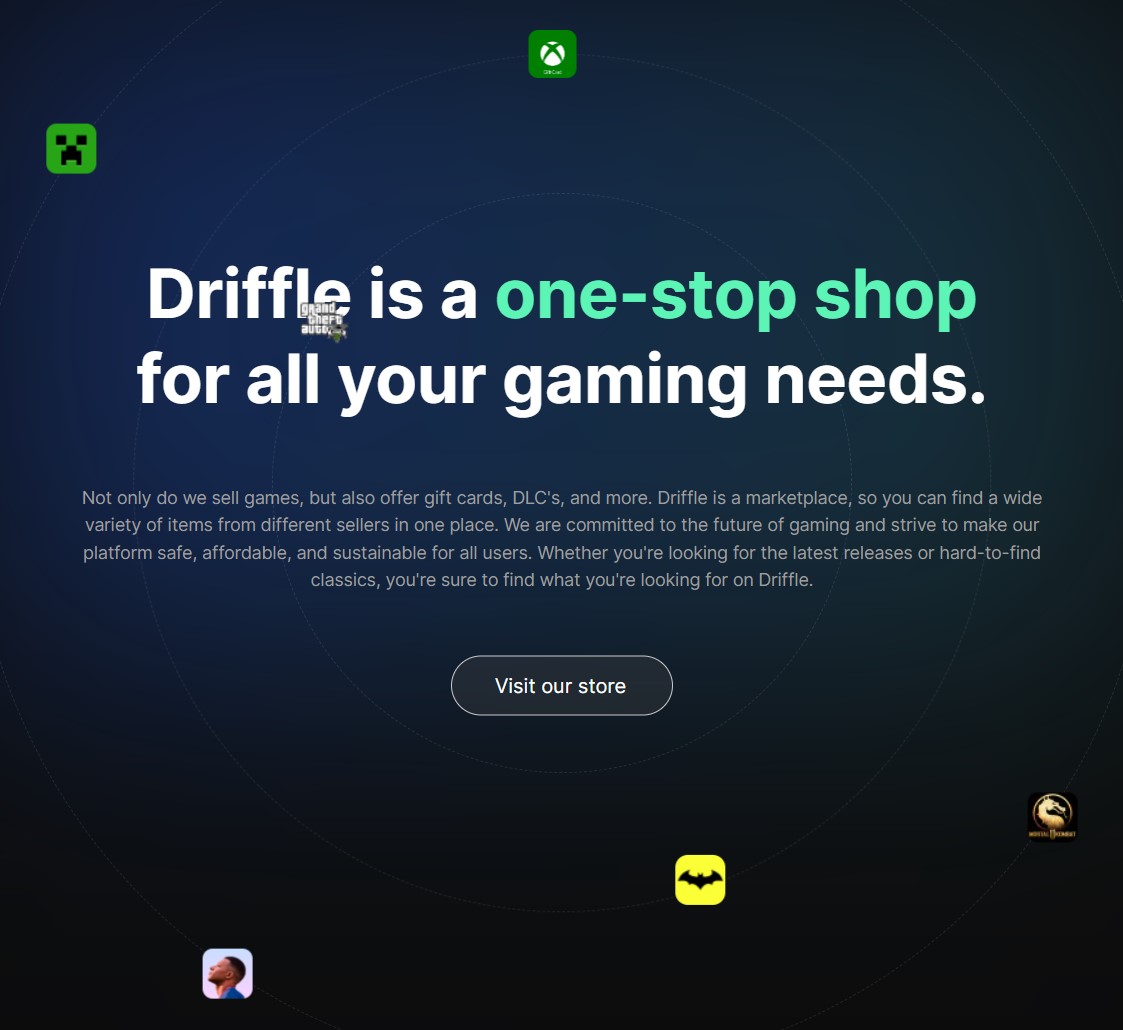 GiftCard
Driffle is a one-stop shop
grand
theft
auto
for all your gaming needs.
Not only do we sell games, but also offer gift cards, DLC's, and more. Driffle is a marketplace, so you can find a wide
variety of items from different sellers in one place. We are committed to the future of gaming and strive to make our
platform safe, affordable, and sustainable for all users. Whether you're looking for the latest releases or hard-to-find
classics, you're sure to find what you're looking for on Driffle.
Visit our store
MORTAL KOMBAT